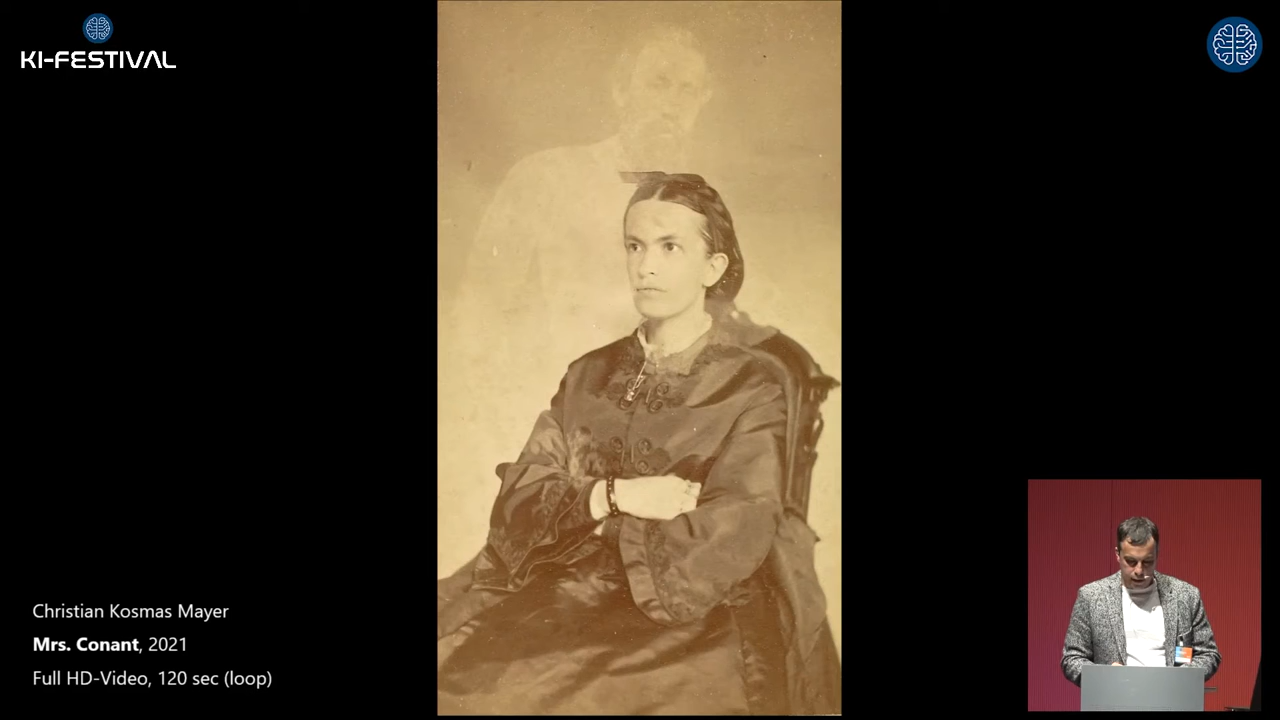 KI-FESTIVAL
Christian Kosmas Mayer
Mrs. Conant, 2021
Full HD-Video, 120 sec (loop)